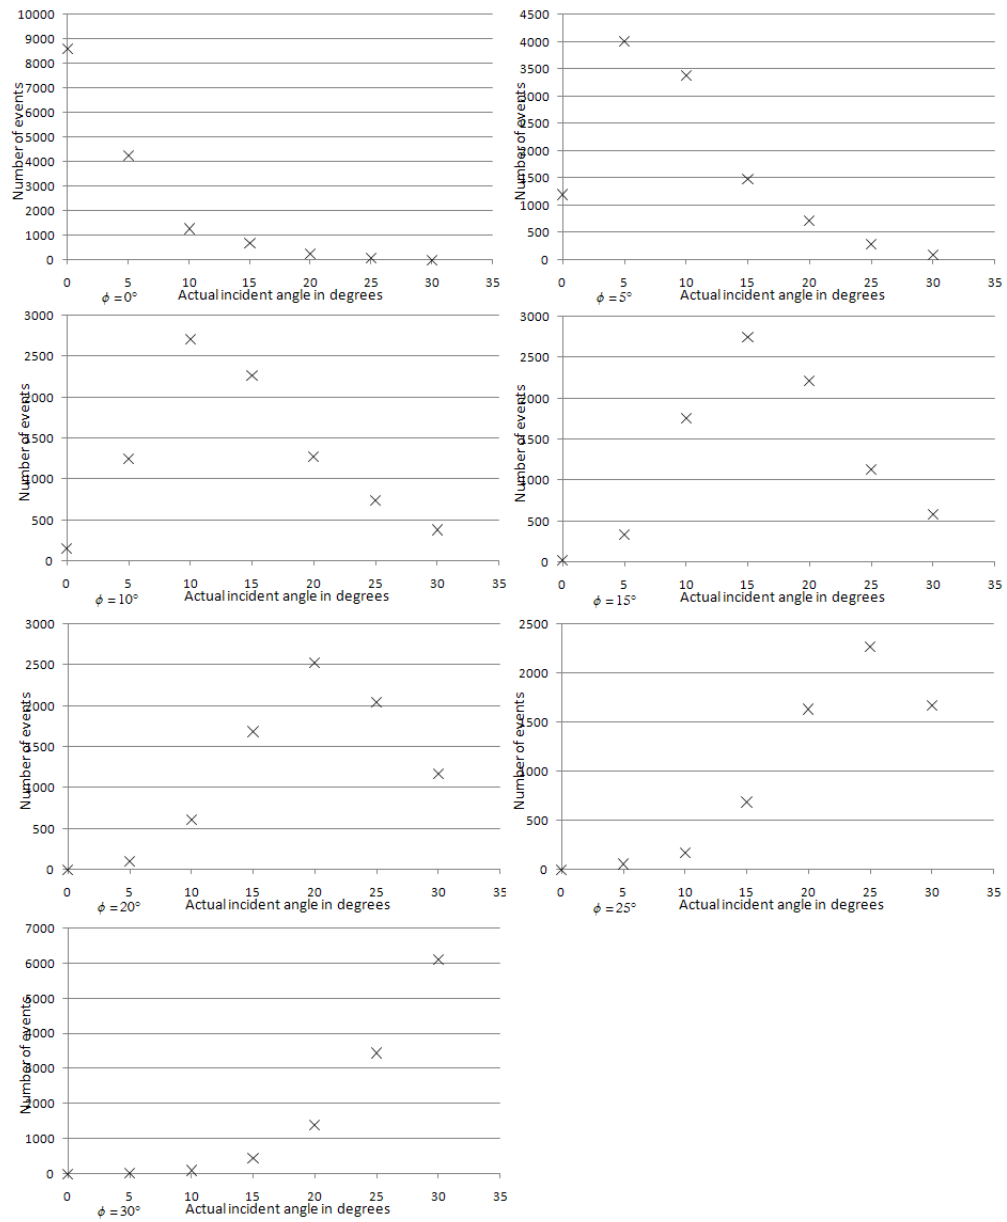 10000
9000
8000
7000
6000
5000
4000
3000
2000
1000
0
Number of events
0 5 10 15 20 25 30 35
ϕ = 0° Actual incident angle in degrees
4500
4000
3500
3000
2500
2000
1500
1000
500
0
Number of events
0 5 10 15 20 25 30 35
ϕ = 5° Actual incident angle in degrees
3000
2500
2000
1500
1000
500
0
Number of events
0 5 10 15 20 25 30 35
ϕ = 10° Actual incident angle in degrees
3000
2500
2000
1500
1000
500
0
Number of events
0 5 10 15 20 25 30 35
ϕ = 15° Actual incident angle in degrees
3000
2500
2000
1500
1000
500
0
Number of events
0 5 10 15 20 25 30 35
ϕ = 20° Actual incident angle in degrees
2500
2000
1500
1000
500
0
Number of events
0 5 10 15 20 25 30 35
ϕ = 25° Actual incident angle in degrees
7000
6000
5000
4000
3000
2000
1000
0
Number of events
0 5 10 15 20 25 30 35
ϕ = 30° Actual incident angle in degrees